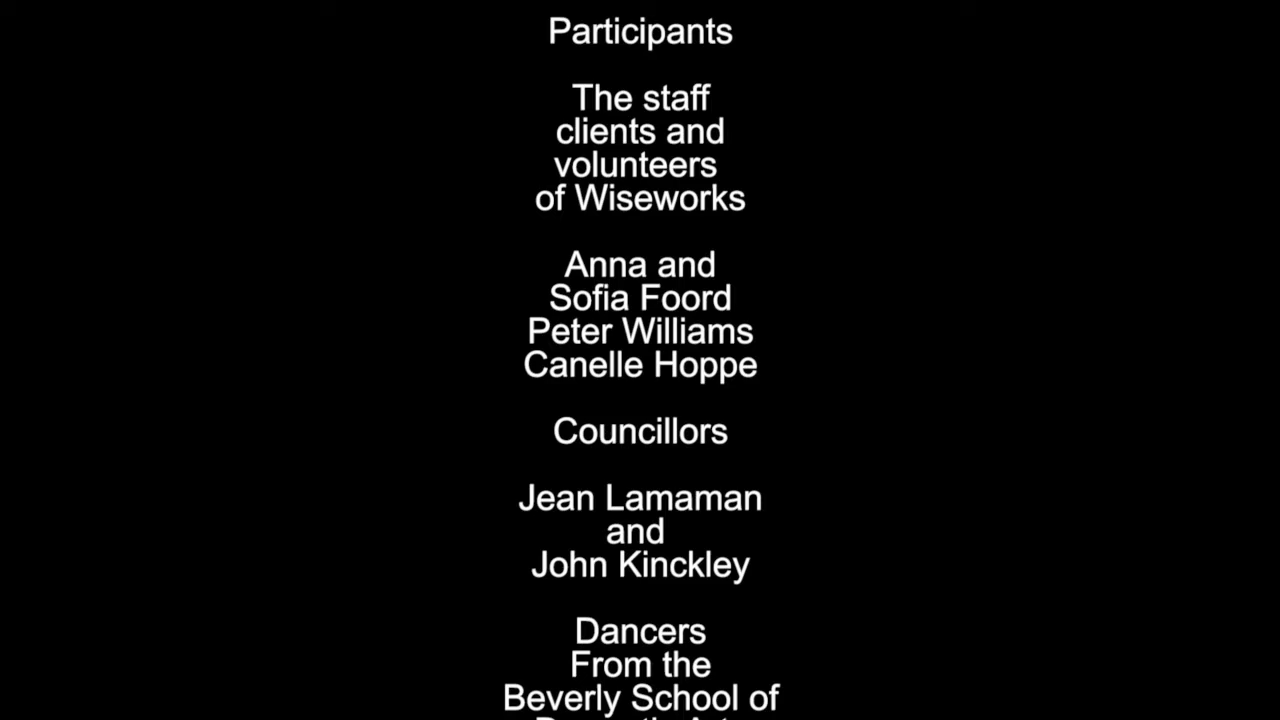 Participants
The staff
clients and
volunteers
of Wiseworks
Anna and
Sofia Foord
Peter Williams
Canelle Hoppe
Councillors
Jean Lamaman
and
John Kinckley
Dancers
From the
Beverly School of